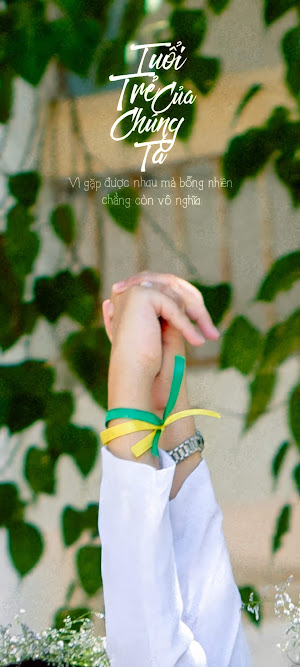 Tuổi
Trẻ Của
Chúng
Ta
Vì gặp được nhau mà bỗng nhiên
chẳng còn vô nghĩa